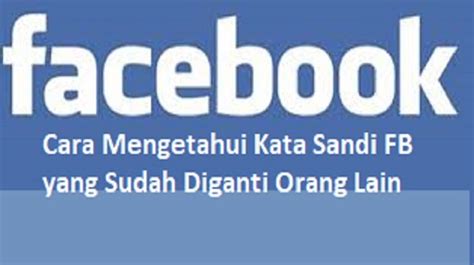 facebook
Cara Mengetahui Kata Sandi FB
yang Sudah Diganti Orang Lain